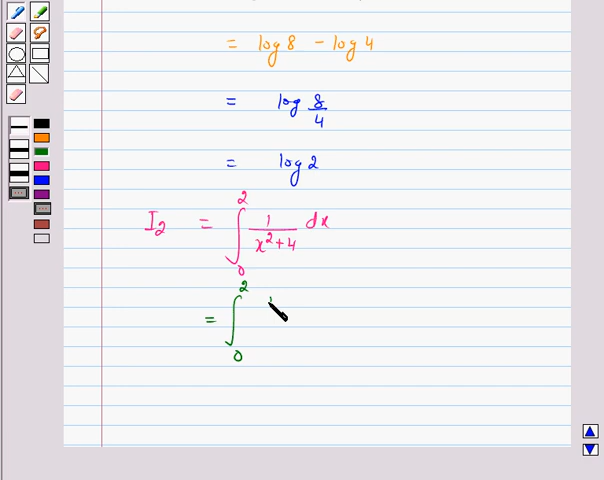 = log 8 - log 4
= log 8/4
= log 2
I₂ = ∫₀² 1/(x²+4) dx
= ∫₀²